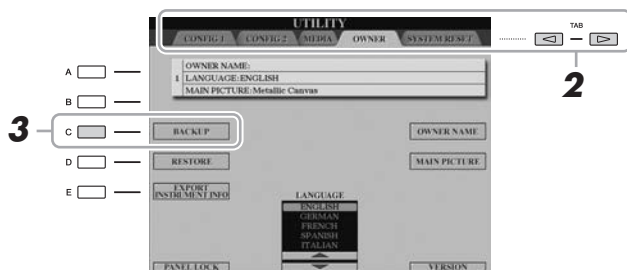 UTILITY
CONFIG 1 CONFIG 2 MEDIA OWNER SYSTEM RESET
TAB
2
OWNER NAME:
1 LANGUAGE:ENGLISH
MAIN PICTURE:Metallic Canvas
A
B
3 C BACKUP OWNER NAME
D RESTORE MAIN PICTURE
E EXPORT
INSTRUMENT INFO
LANGUAGE
ENGLISH
GERMAN
FRENCH
SPANISH
ITALIAN
PANEL LOCK VERSION